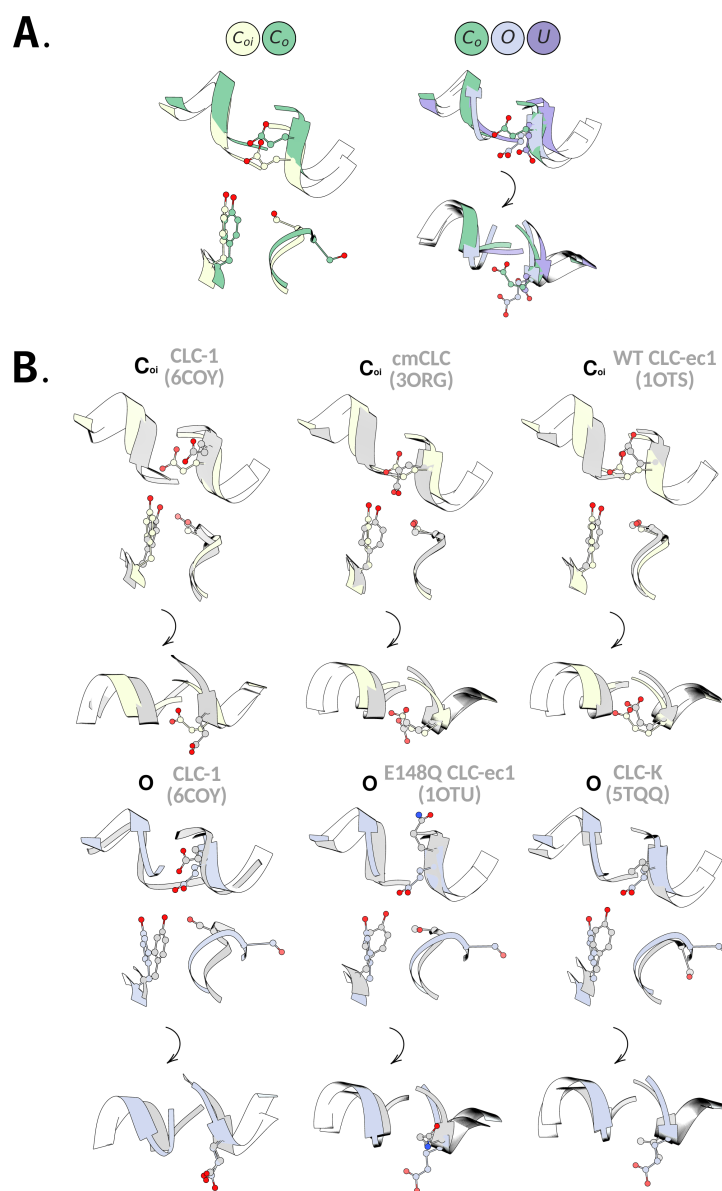 A.
Coi Co
Co O U
B.
Coi CLC-1
(6COY)
Coi cmCLC
(3ORG)
Coi WT CLC-ec1
(1OTS)
O CLC-1
(6COY)
O E148Q CLC-ec1
(1OTU)
O CLC-K
(5TQQ)